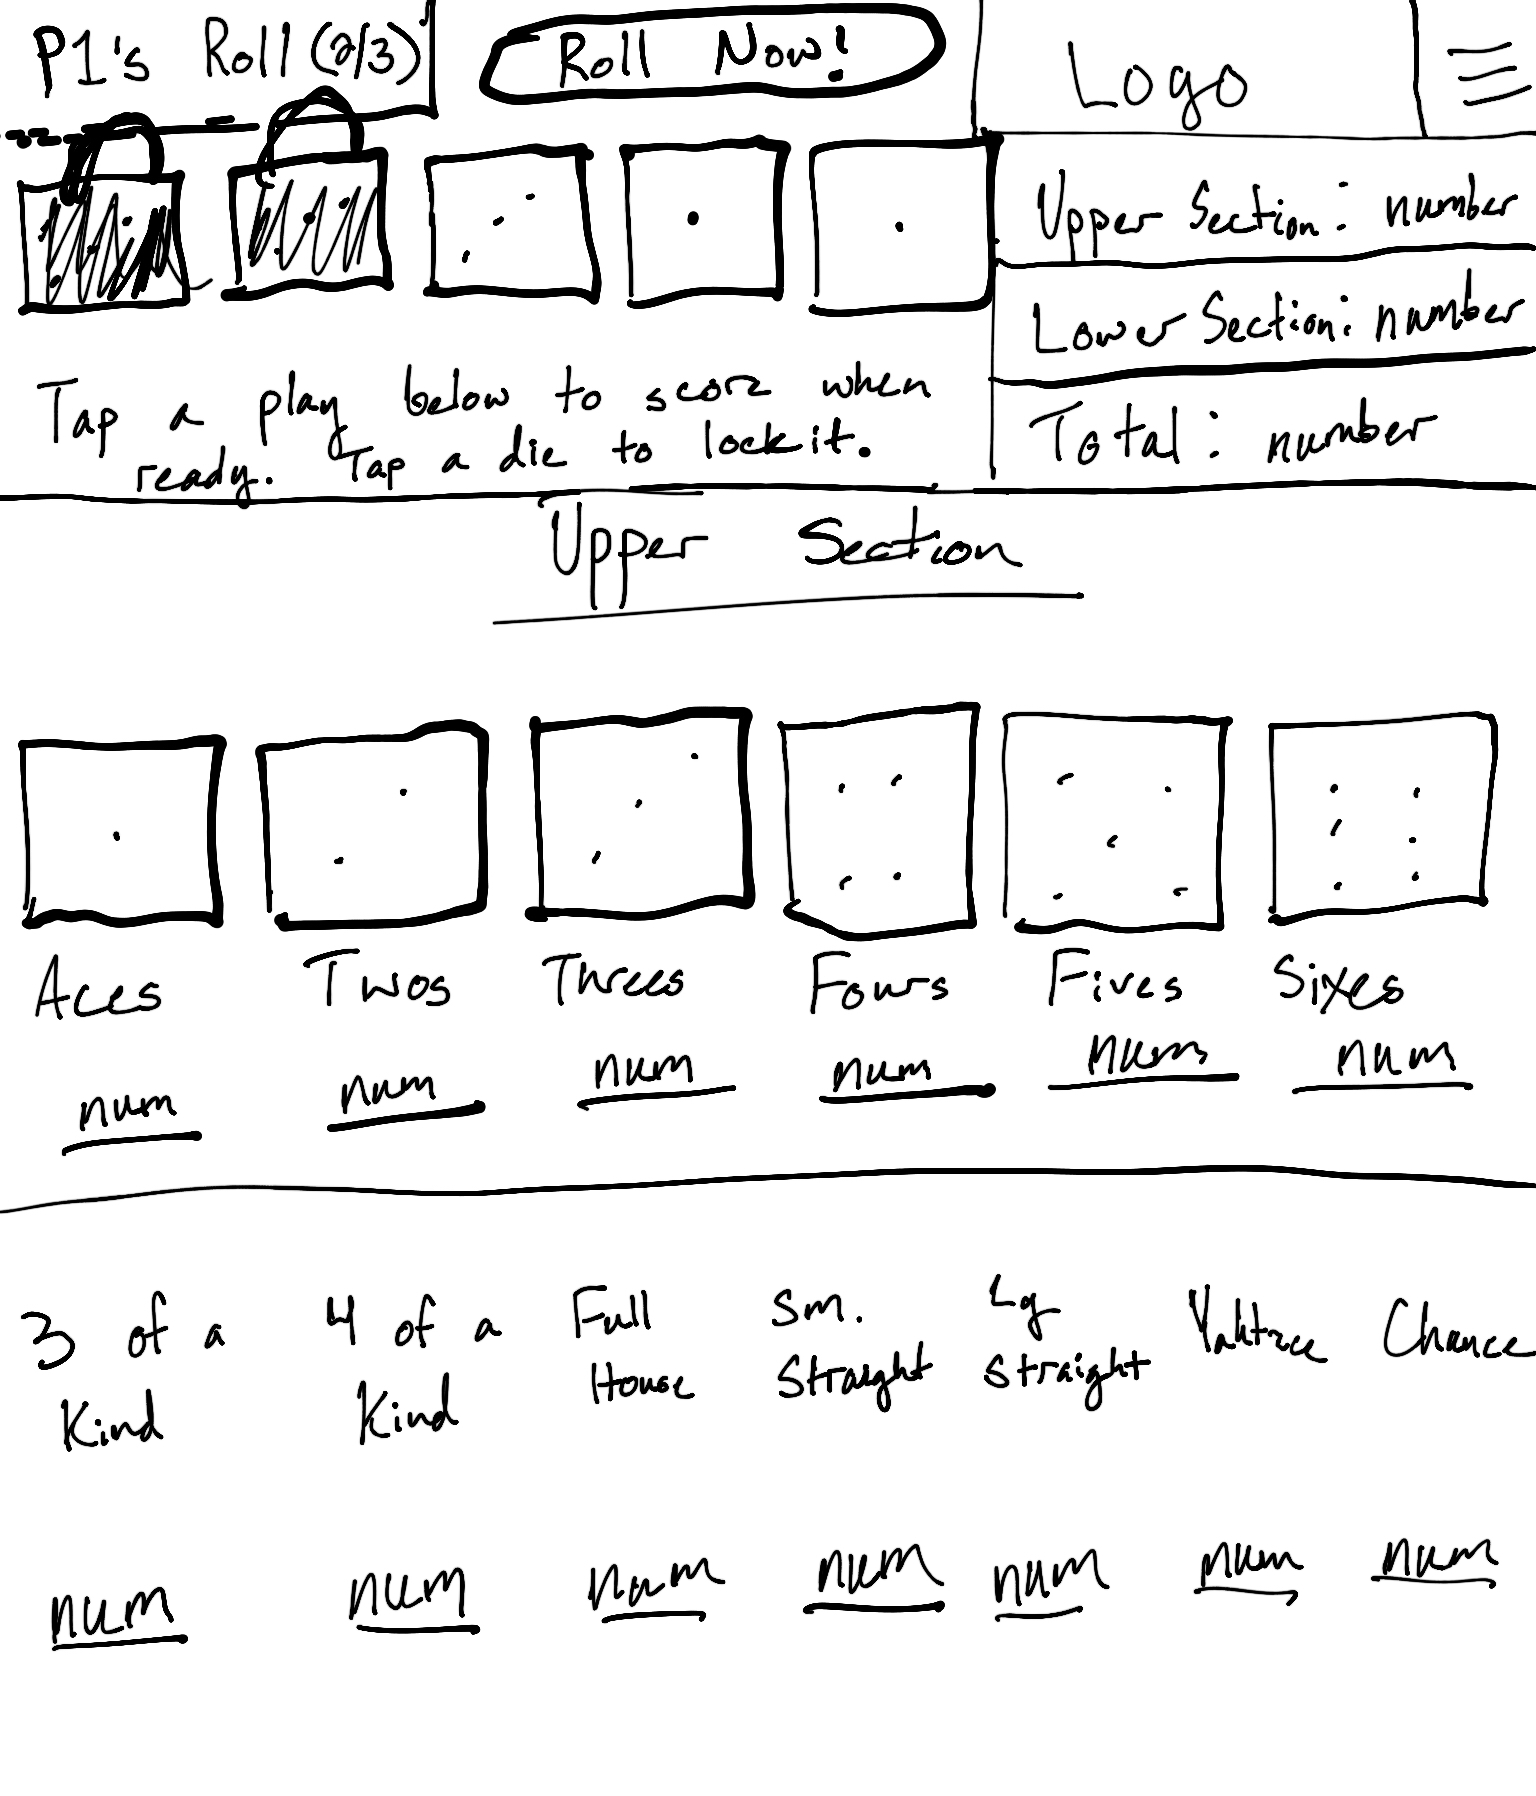 P1's Roll (2/3)
Roll Now!
Logo
Upper Section: number
Lower Section: number
Total: number
Tap a play below to score when
ready. Tap a die to lock it.
Upper Section
Aces Twos Threes Fours Fives Sixes
num num num num num num
3 of a 4 of a Full Sm. Lg Yahtzee Chance
Kind Kind House Straight Straight
num num num num num num num